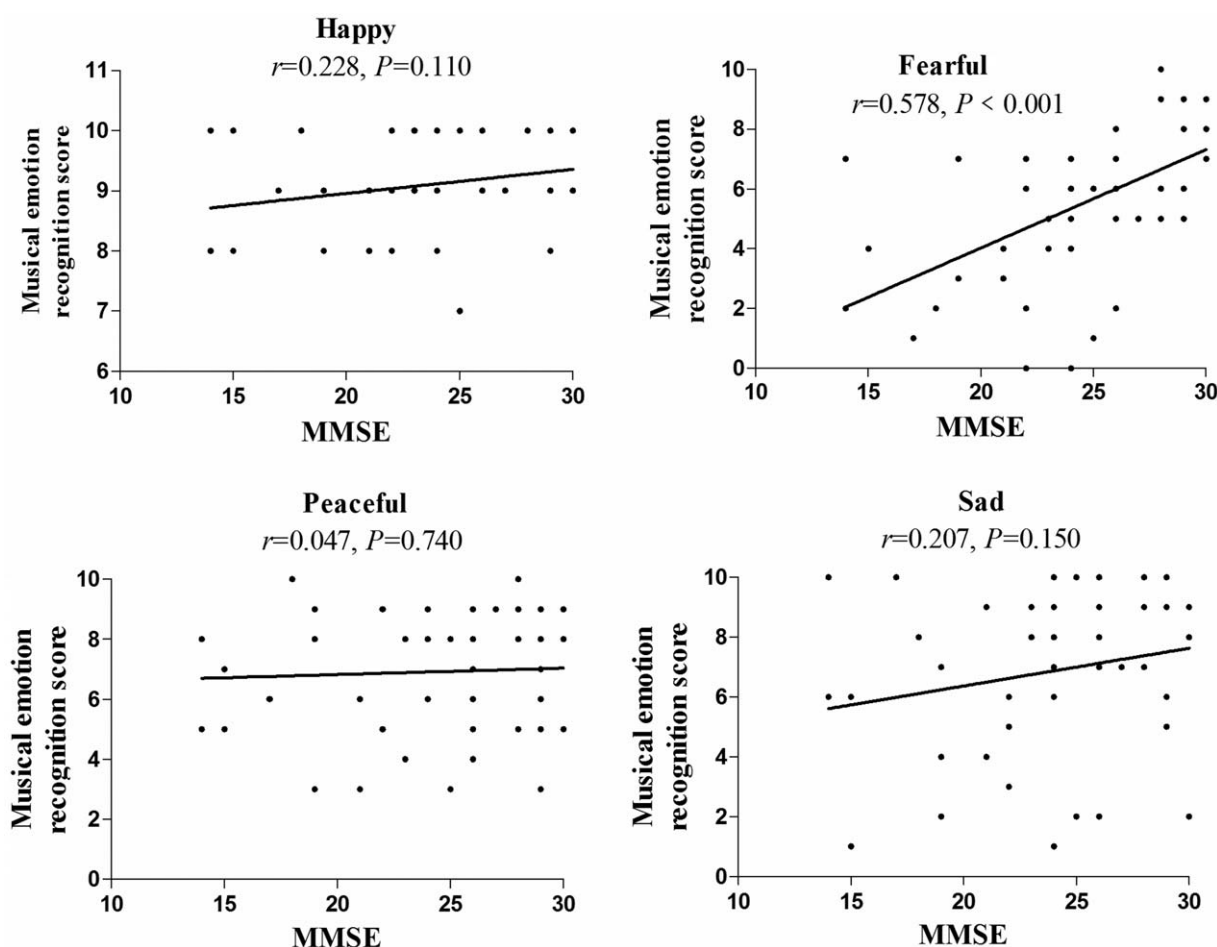 Happy
r=0.228, P=0.110
11
10
9
8
7
6
Musical emotion
recognition score
10 15 20 25 30
MMSE
Fearful
r=0.578, P < 0.001
10
8
6
4
2
0
Musical emotion
recognition score
10 15 20 25 30
MMSE
Peaceful
r=0.047, P=0.740
10
8
6
4
2
0
Musical emotion
recognition score
10 15 20 25 30
MMSE
Sad
r=0.207, P=0.150
10
8
6
4
2
0
Musical emotion
recognition score
10 15 20 25 30
MMSE